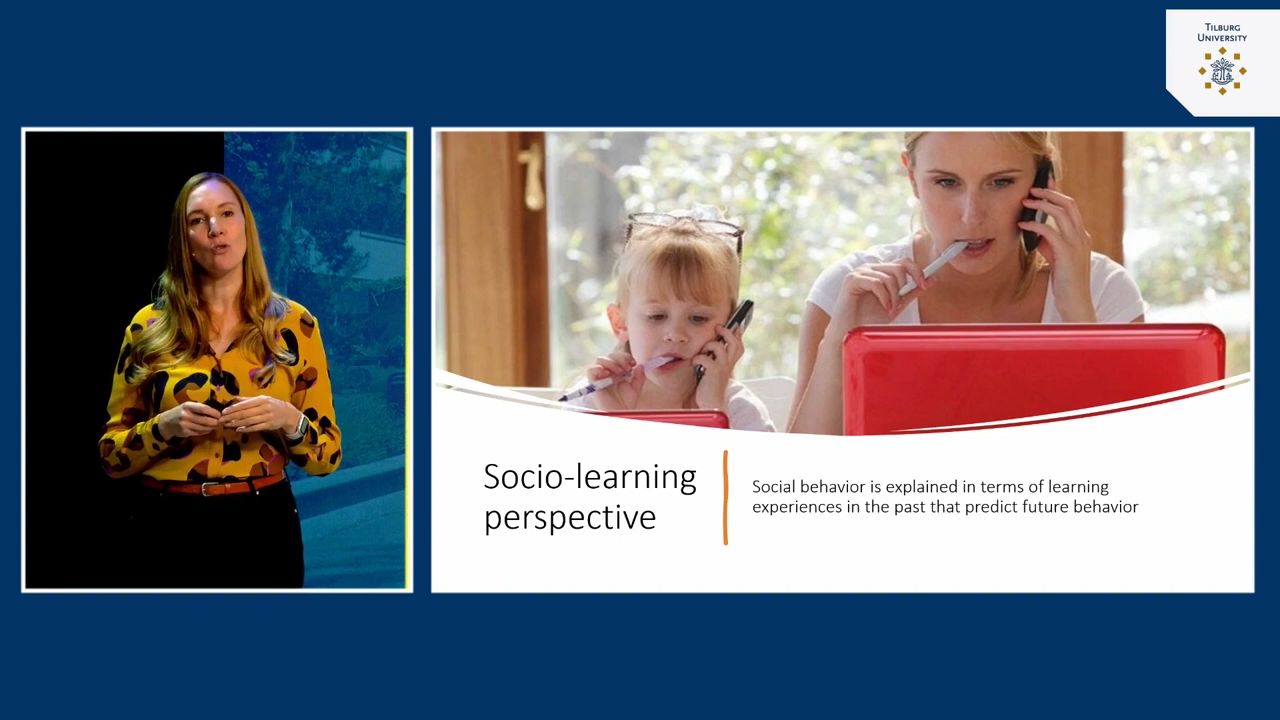 TILBURG
UNIVERSITY
Socio-learning
perspective
Social behavior is explained in terms of learning
experiences in the past that predict future behavior